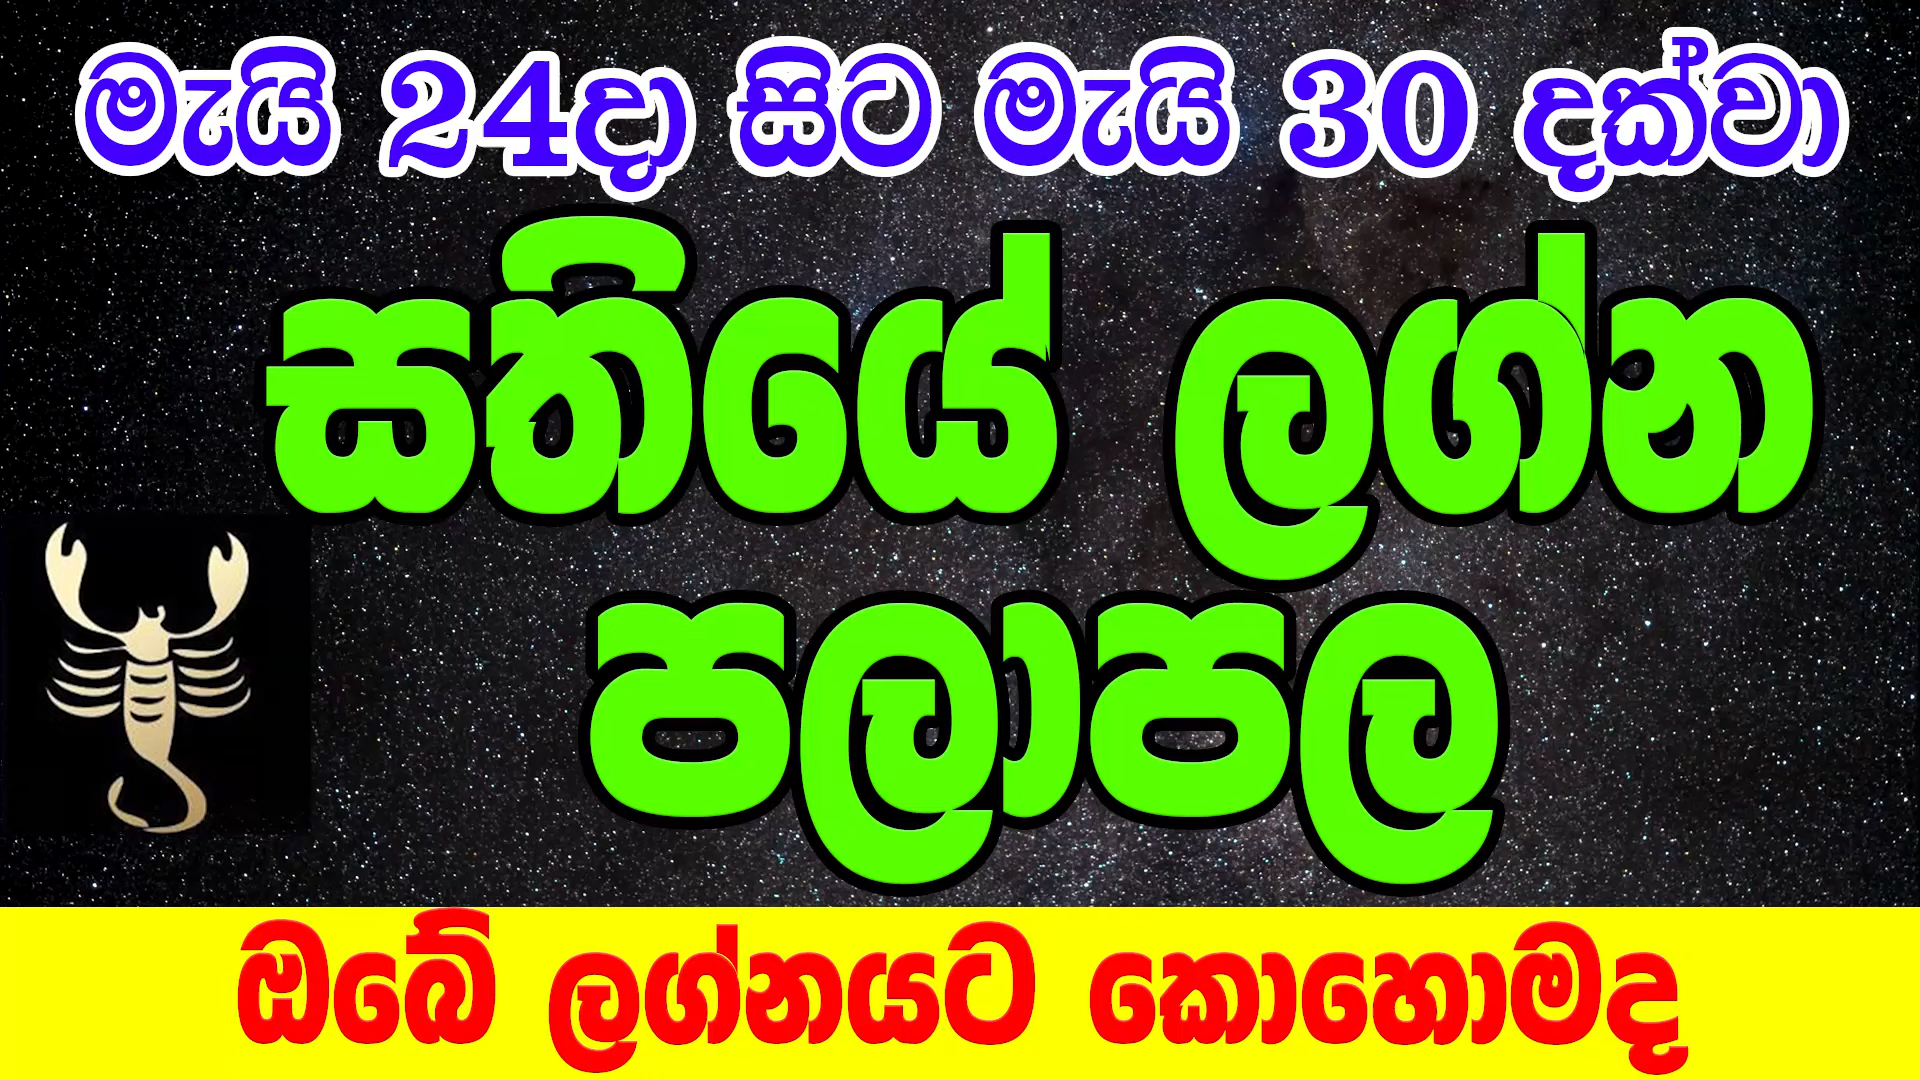 මැයි 24දා සිට මැයි 30 දක්වා
සතියේ ලග්න
පලාපල
ඔබේ ලග්නයට කොහොමද